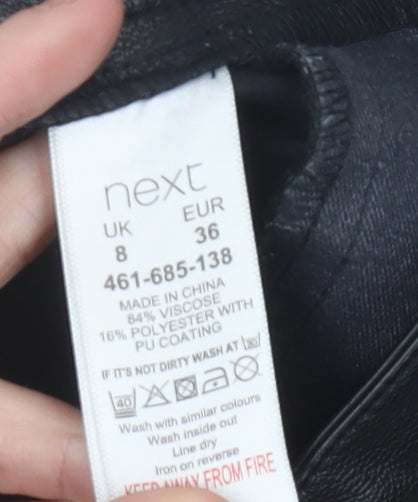 next
UK EUR
8 36
461-685-138
MADE IN CHINA
84% VISCOSE
16% POLYESTER WITH
PU COATING
IF IT'S NOT DIRTY WASH AT 30
40
Wash with similar colours
Wash inside out
Line dry
Iron on reverse
KEEP AWAY FROM FIRE